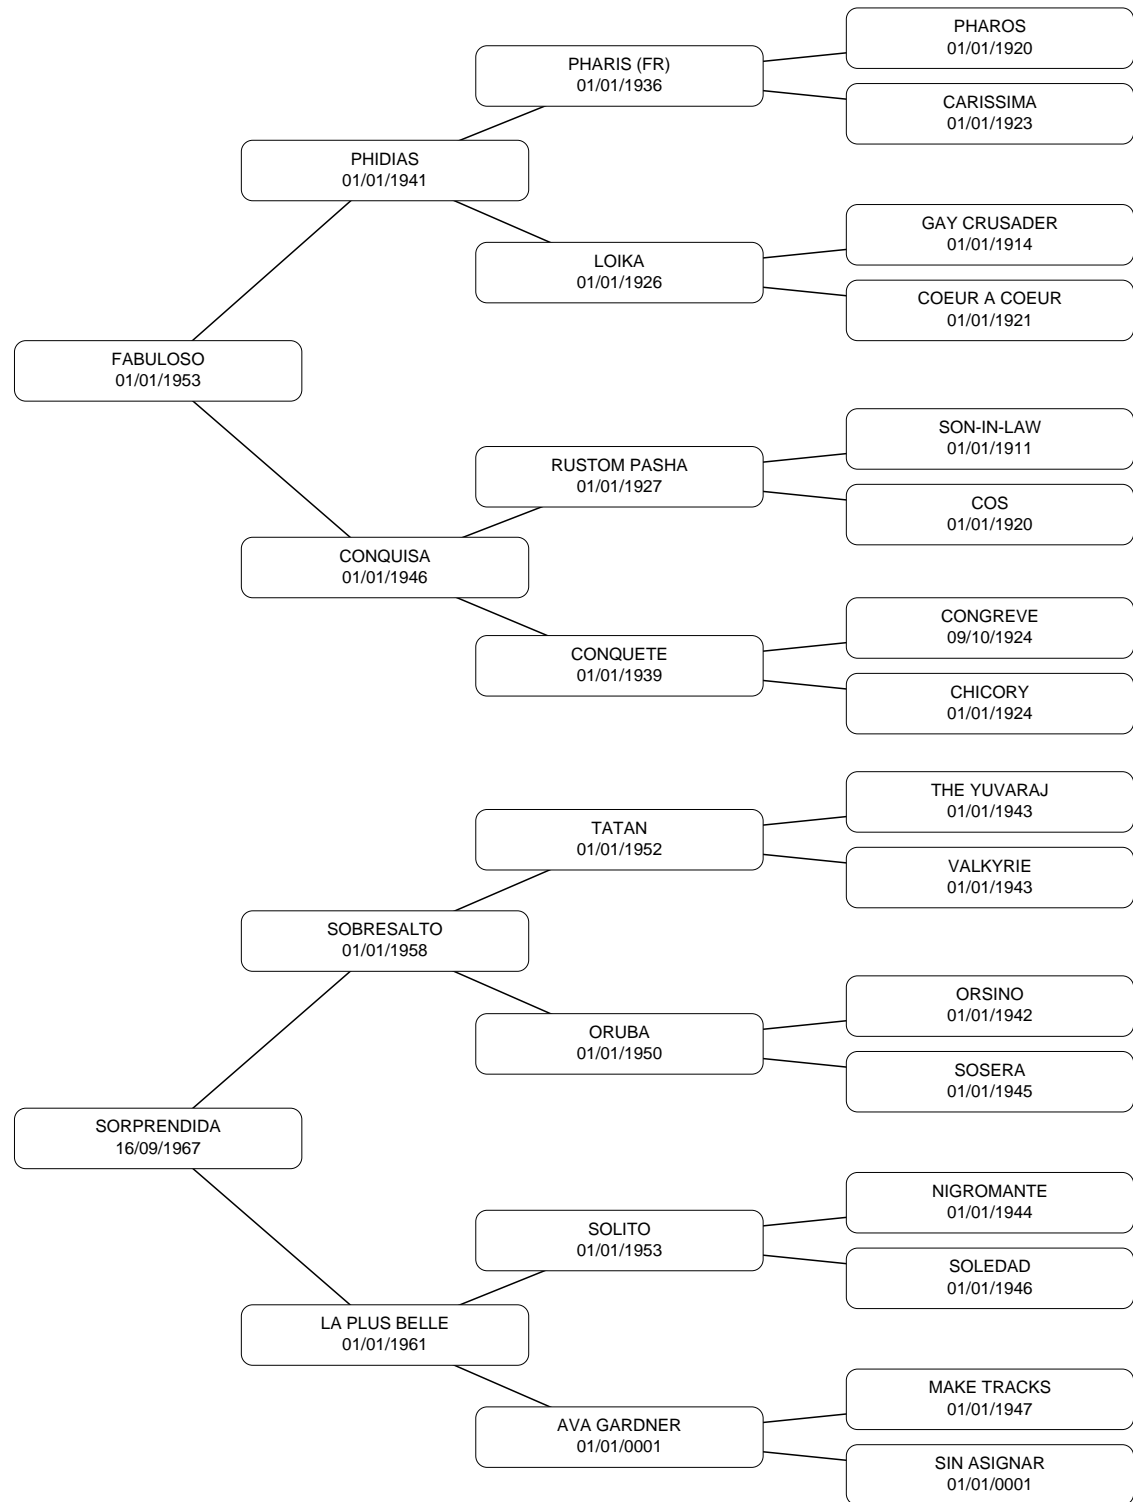 PHAROS
01/01/1920
PHARIS (FR)
01/01/1936
CARISSIMA
01/01/1923
PHIDIAS
01/01/1941
GAY CRUSADER
01/01/1914
LOIKA
01/01/1926
COEUR A COEUR
01/01/1921
FABULOSO
01/01/1953
SON-IN-LAW
01/01/1911
RUSTOM PASHA
01/01/1927
COS
01/01/1920
CONQUISA
01/01/1946
CONGREVE
09/10/1924
CONQUETE
01/01/1939
CHICORY
01/01/1924
THE YUVARAJ
01/01/1943
TATAN
01/01/1952
VALKYRIE
01/01/1943
SOBRESALTO
01/01/1958
ORSINO
01/01/1942
ORUBA
01/01/1950
SOSERA
01/01/1945
SORPRENDIDA
16/09/1967
NIGROMANTE
01/01/1944
SOLITO
01/01/1953
SOLEDAD
01/01/1946
LA PLUS BELLE
01/01/1961
MAKE TRACKS
01/01/1947
AVA GARDNER
01/01/0001
SIN ASIGNAR
01/01/0001